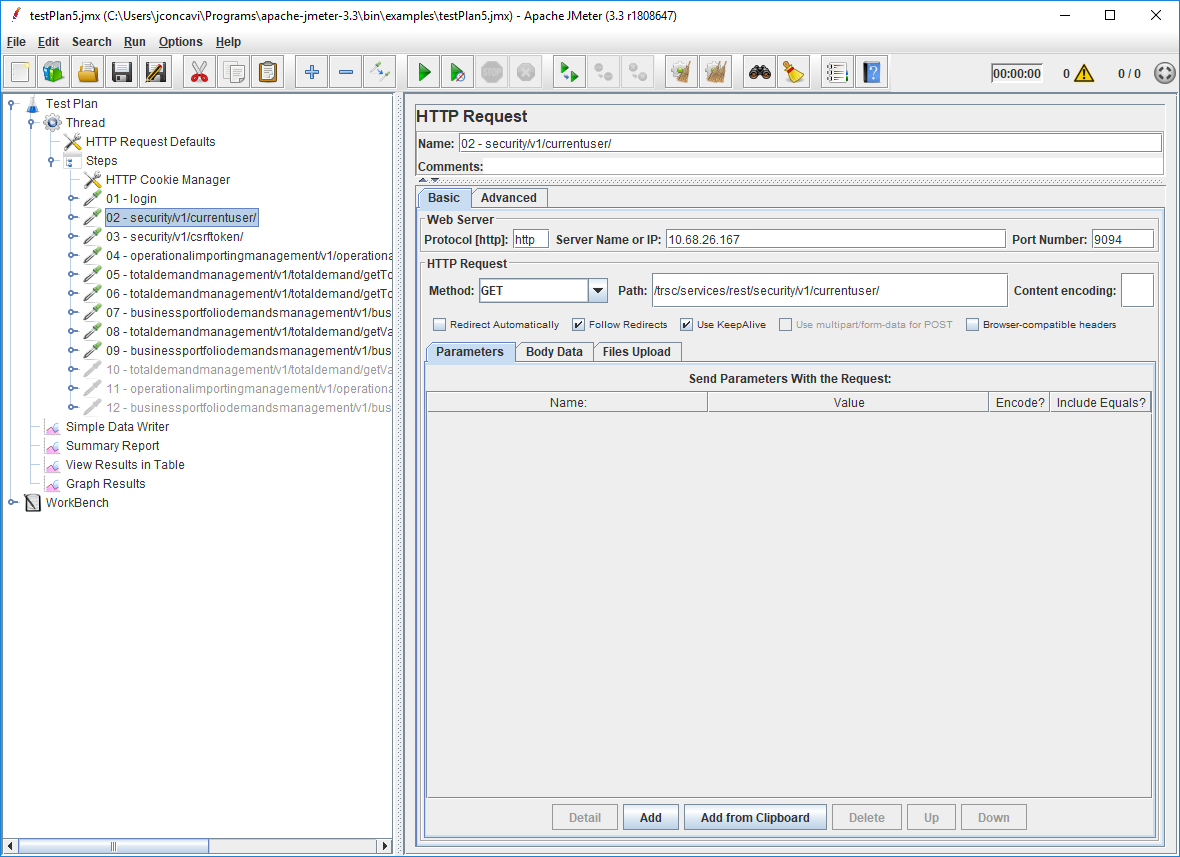 testPlan5.jmx (C:\Users\jconcavi\Programs\apache-jmeter-3.3\bin\examples\testPlan5.jmx) - Apache JMeter (3.3 r1808647)
File Edit Search Run Options Help
00:00:00 0 0 / 0
Test Plan
Thread
HTTP Request Defaults
Steps
HTTP Cookie Manager
01 - login
02 - security/v1/currentuser/
03 - security/v1/csrftoken/
04 - operationalimportingmanagement/v1/operationa
05 - totaldemandmanagement/v1/totaldemand/getTo
06 - totaldemandmanagement/v1/totaldemand/getTo
07 - businessportfoliodemandsmanagement/v1/bus
08 - totaldemandmanagement/v1/totaldemand/getVa
09 - businessportfoliodemandsmanagement/v1/bus
10 - totaldemandmanagement/v1/totaldemand/getVa
11 - operationalimportingmanagement/v1/operationa
12 - businessportfoliodemandsmanagement/v1/bus
Simple Data Writer
Summary Report
View Results in Table
Graph Results
WorkBench
HTTP Request
Name: 02 - security/v1/currentuser/
Comments:
Basic Advanced
Web Server
Protocol [http]: http Server Name or IP: 10.68.26.167 Port Number: 9094
HTTP Request
Method: GET Path: /trsc/services/rest/security/v1/currentuser/ Content encoding:
Redirect Automatically Follow Redirects Use KeepAlive Use multipart/form-data for POST Browser-compatible headers
Parameters Body Data Files Upload
Send Parameters With the Request:
Name: Value Encode? Include Equals?
Detail Add Add from Clipboard Delete Up Down